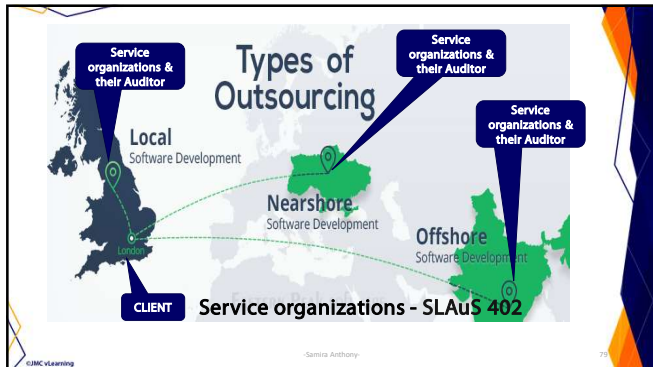 Service
organizations &
their Auditor
Types of
Outsourcing
Service
organizations &
their Auditor
Service
organizations &
their Auditor
Local
Software Development
Nearshore
Software Development
Offshore
Software Development
London
CLIENT
Service organizations - SLAuS 402
©JMC vLearning
-Samira Anthony-
79